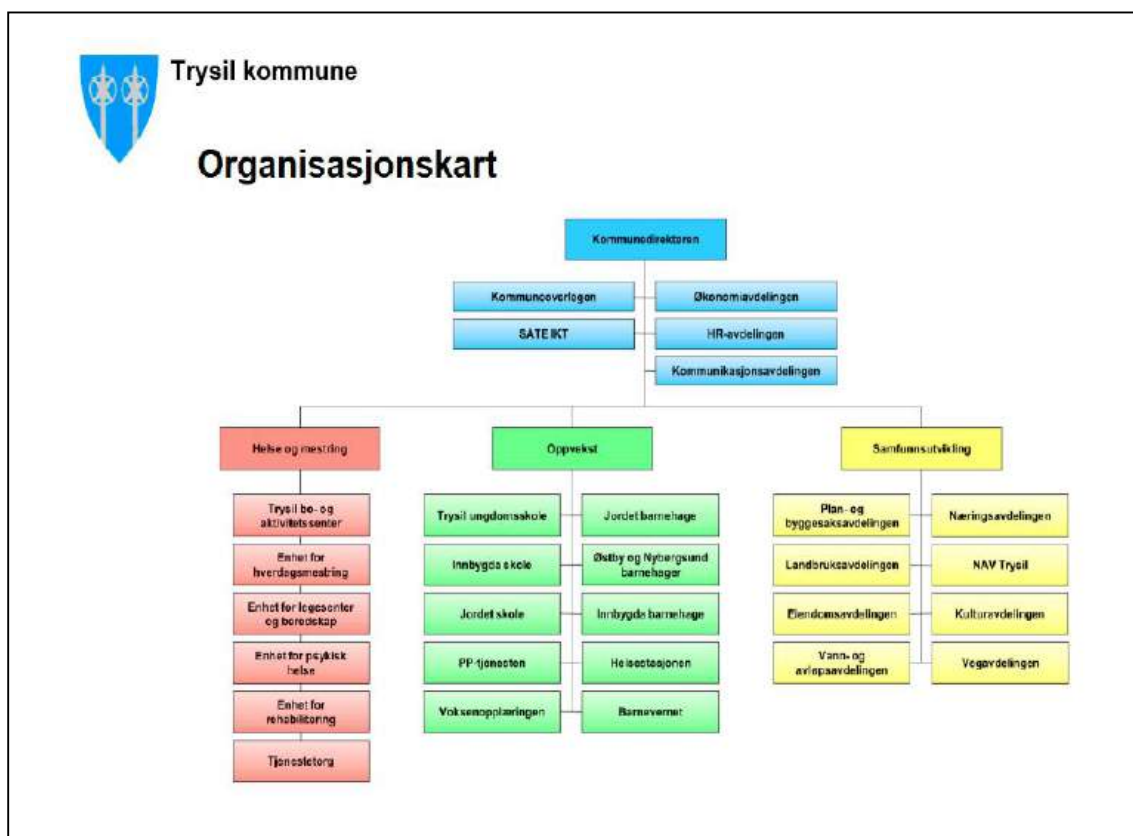 Trysil kommune
Organisasjonskart
Kommunedirektøren
Kommuneoverlegen
Økonomiavdelingen
SATE IKT
HR-avdelingen
Kommunikasjonsavdelingen
Helse og mestring
Oppvekst
Samfunnsutvikling
Trysil bo- og
aktivitetssenter
Enhet for
hverdagsmestring
Enhet for legesenter
og beredskap
Enhet for psykisk
helse
Enhet for
rehabilitering
Tjenestetorg
Trysil ungdomsskole
Jordet barnehage
Innbygda skole
Østby og Nybergsund
barnehager
Jordet skole
Innbygda barnehage
PP-tjenesten
Helsestasjonen
Voksenopplæringen
Barnevernet
Plan- og
byggesaksavdelingen
Næringsavdelingen
Landbruksavdelingen
NAV Trysil
Eiendomsavdelingen
Kulturavdelingen
Vann- og
avløpsavdelingen
Vegavdelingen